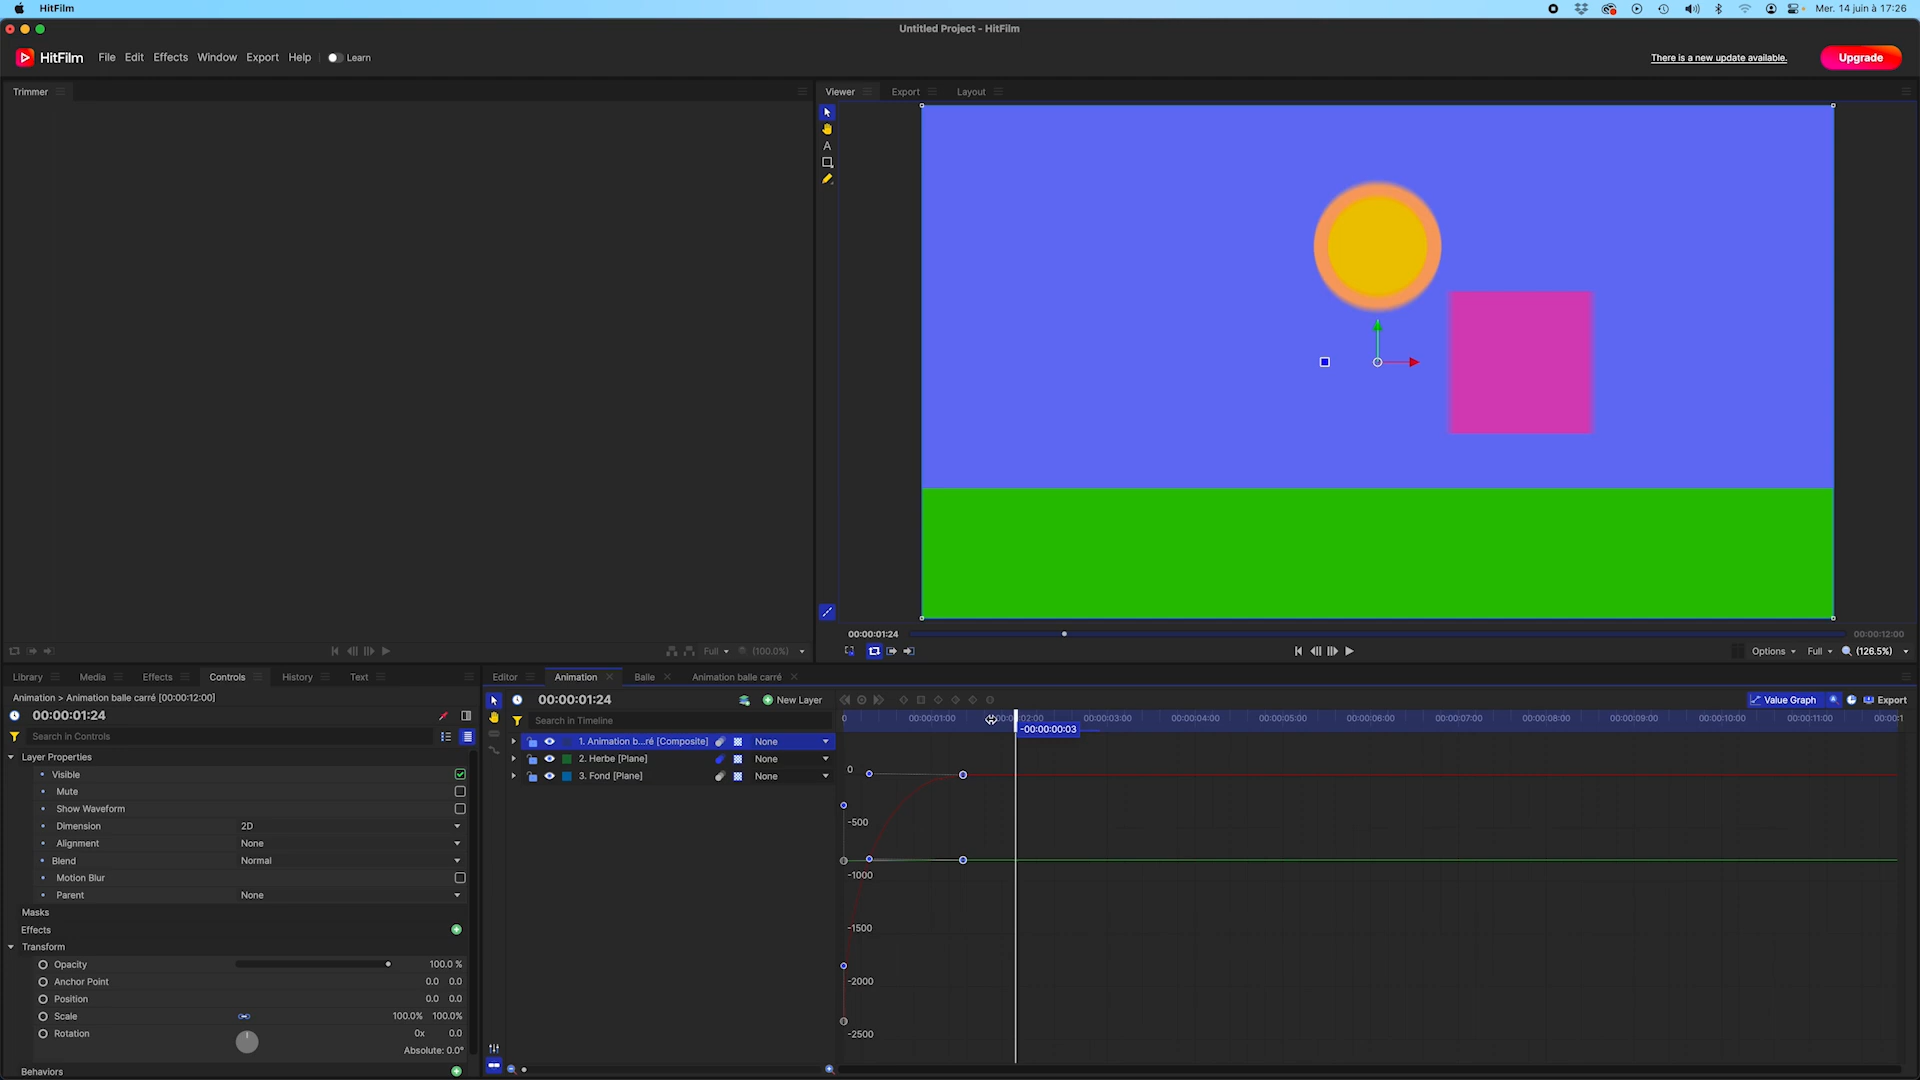 HitFilm
Mer. 14 juin à 17:26
Untitled Project - HitFilm
HitFilm File Edit Effects Window Export Help Learn
There is a new update available.
Upgrade
Trimmer
Viewer Export Layout
A
Full (100.0%)
00:00:01:24
00:00:12:00
Options Full (126.5%)
Library Media Effects Controls History Text
Animation > Animation balle carré [00:00:12:00]
00:00:01:24
Search in Controls
Layer Properties
Visible
Mute
Show Waveform
Dimension 2D
Alignment None
Blend Normal
Motion Blur
Parent None
Masks
Effects
Transform
Opacity 100.0 %
Anchor Point 0.0 0.0
Position 0.0 0.0
Scale 100.0% 100.0%
Rotation 0x 0.0
Absolute: 0.0°
Behaviors
Editor Animation Balle Animation balle carré
00:00:01:24 New Layer
Value Graph Export
Search in Timeline
0 00:00:01:00 00:00:03:00 00:00:04:00 00:00:05:00 00:00:06:00 00:00:07:00 00:00:08:00 00:00:09:00 00:00:10:00 00:00:11:00
-00:00:00:03
1. Animation b...ré [Composite] None
2. Herbe [Plane] None
3. Fond [Plane] None
0
-500
-1000
-1500
-2000
-2500